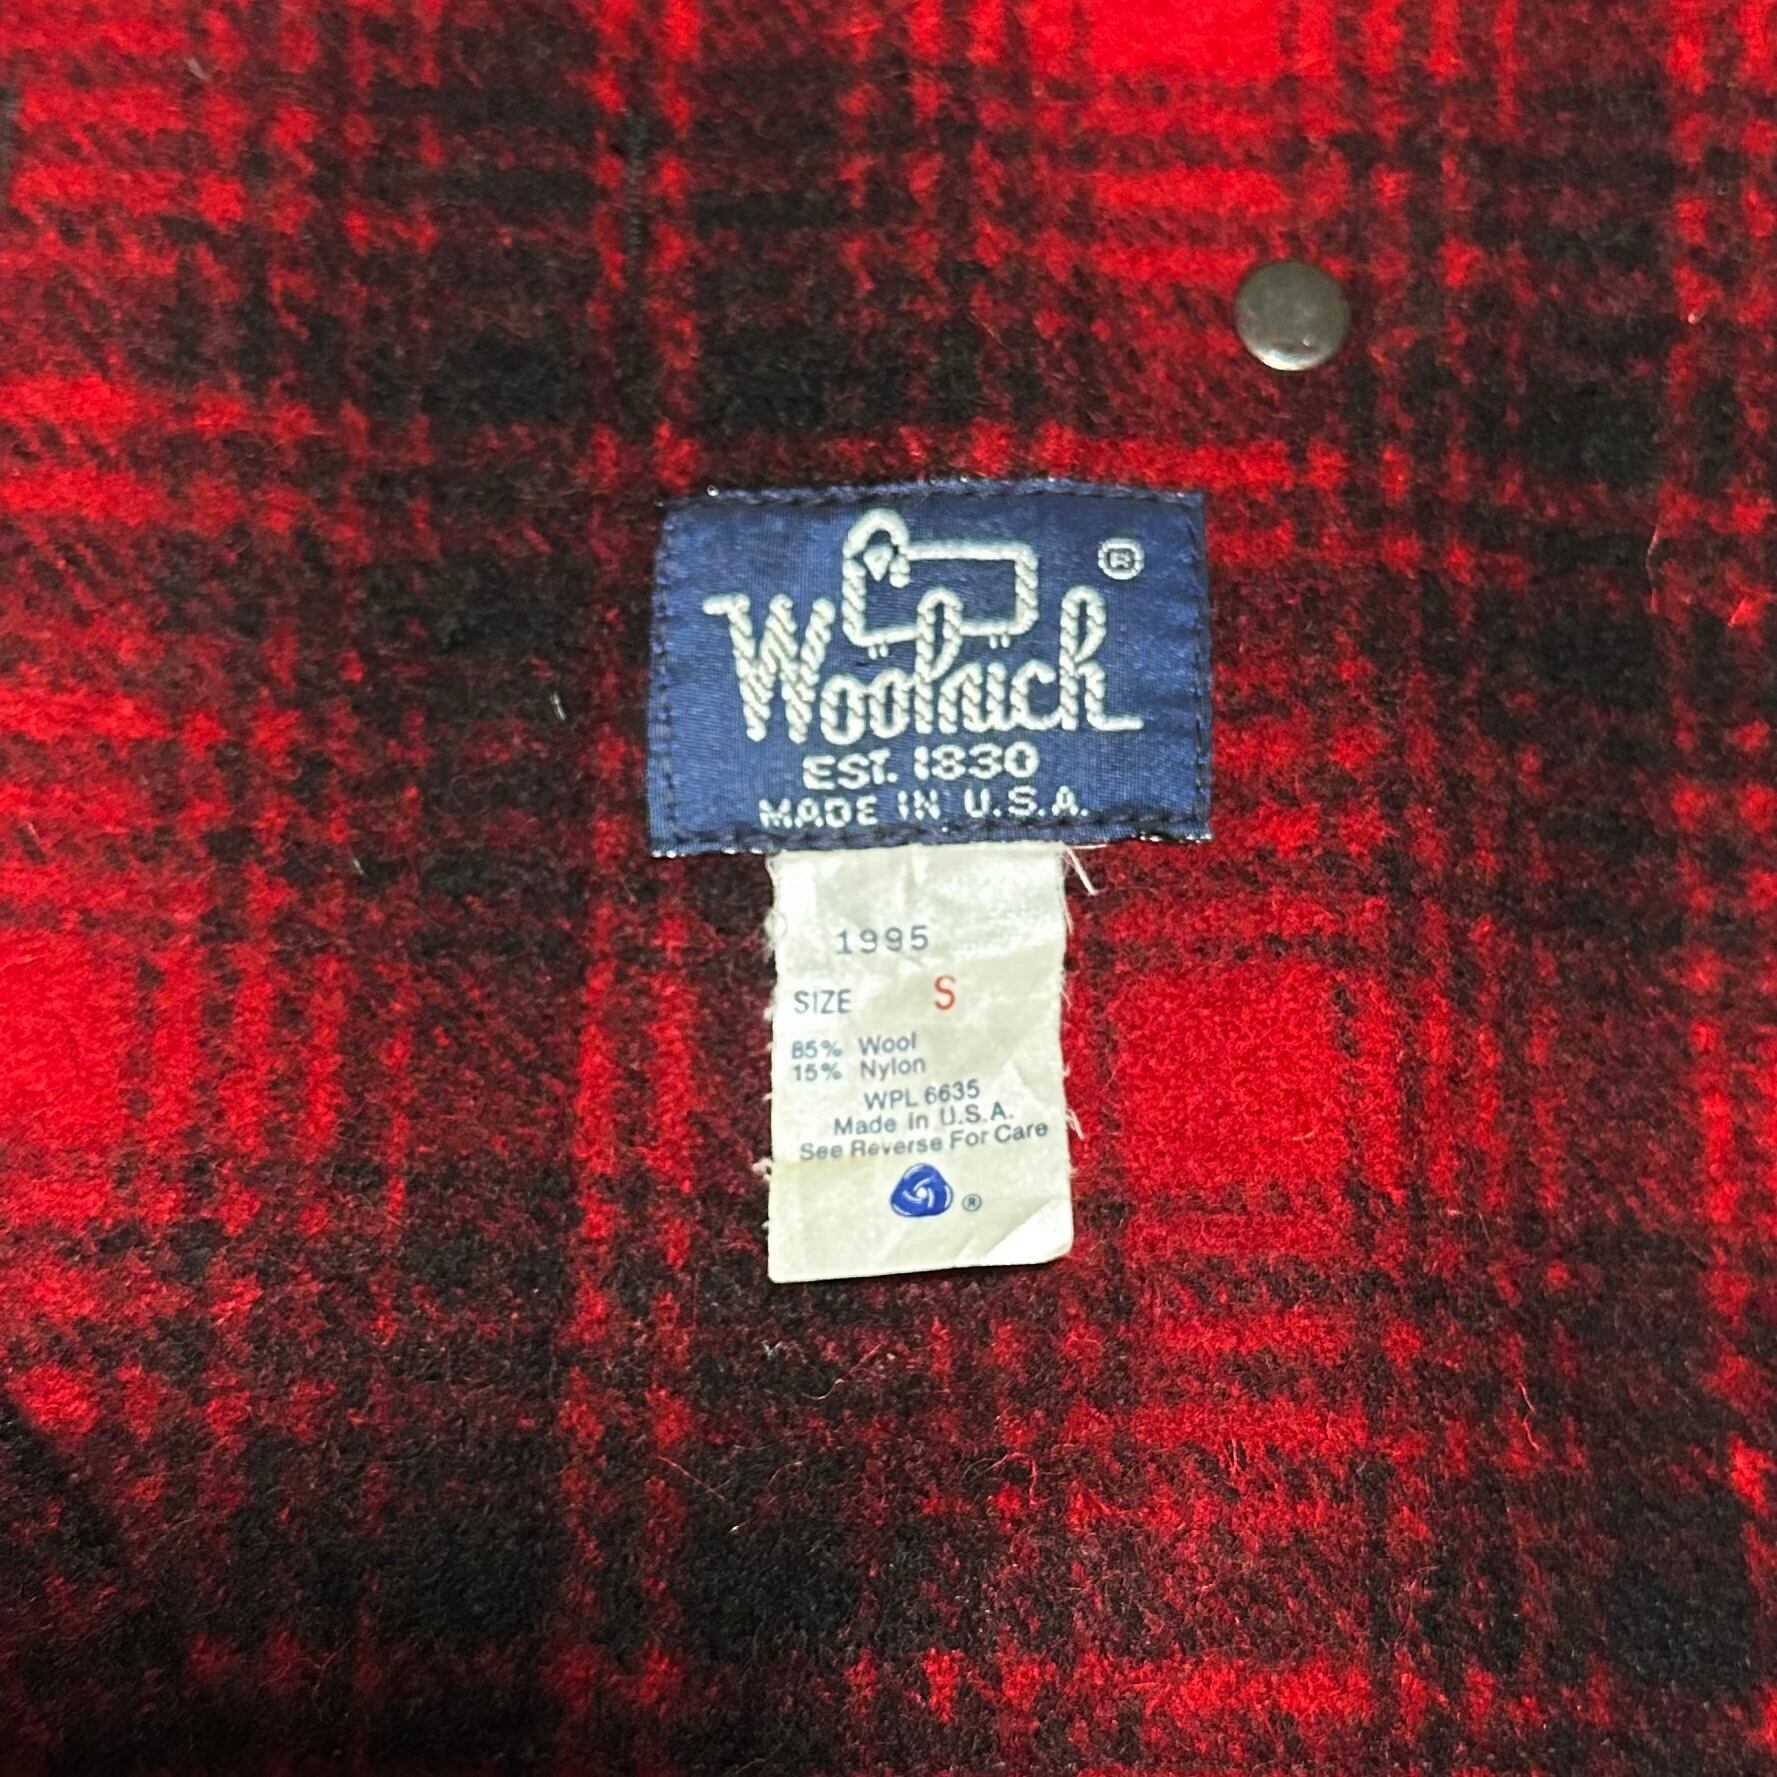 ®
Woolrich
EST. 1830
MADE IN U.S.A.
1995
SIZE S
85% Wool
15% Nylon
WPL 6635
Made in U.S.A.
See Reverse For Care
®